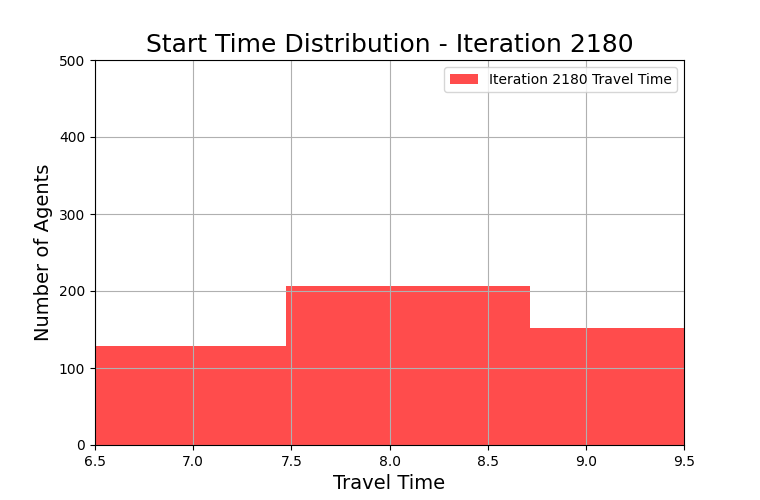 Start Time Distribution - Iteration 2180
Iteration 2180 Travel Time
Number of Agents
500
400
300
200
100
0
6.5 7.0 7.5 8.0 8.5 9.0 9.5
Travel Time